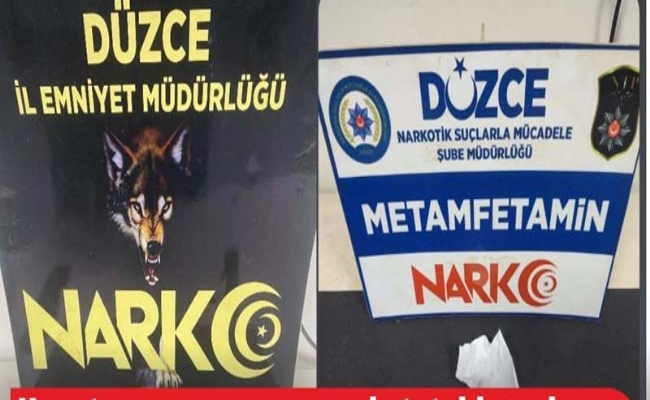 DÜZCE
İL EMNİYET MÜDÜRLÜĞÜ
NARKO
DÜZCE
NARKOTİK SUÇLARLA MÜCADELE
ŞUBE MÜDÜRLÜĞÜ
METAMFETAMİN
NARKO